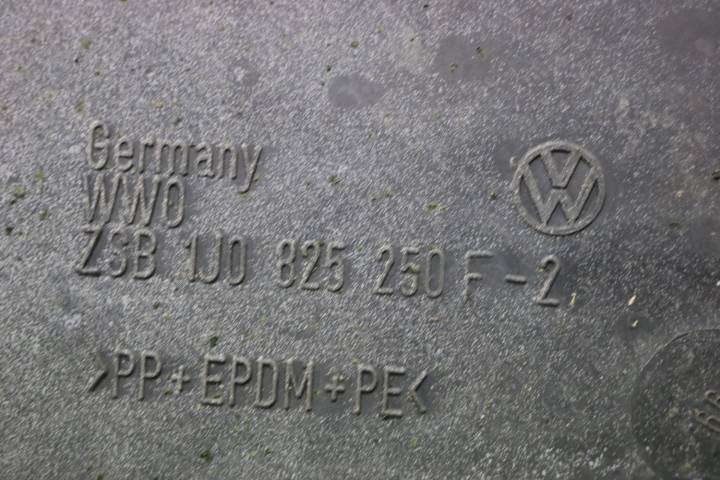 Germany
WWO
ZSB 1J0 825 250 F - 2
>PP+EPDM+PE<